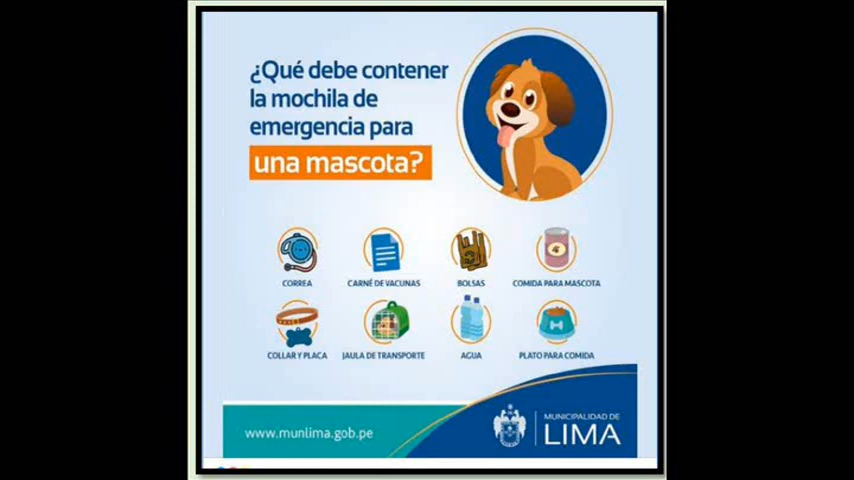 ¿Qué debe contener
la mochila de
emergencia para
una mascota?
CORREA
CARNÉ DE VACUNAS
BOLSAS
COMIDA PARA MASCOTA
COLLAR Y PLACA
JAULA DE TRANSPORTE
AGUA
PLATO PARA COMIDA
www.munlima.gob.pe
MUNICIPALIDAD DE
LIMA